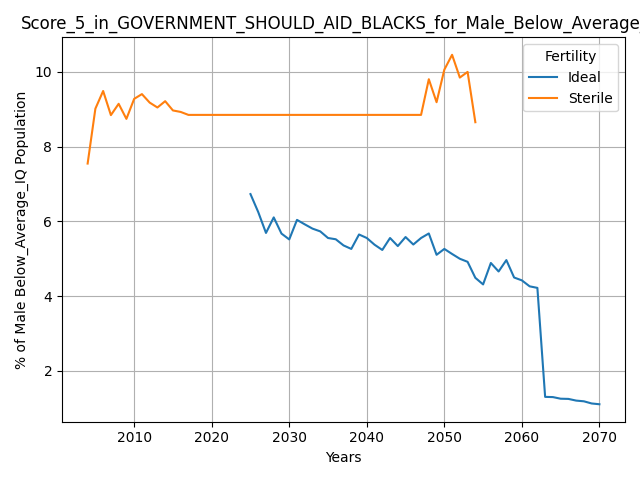 Score_5_in_GOVERNMENT_SHOULD_AID_BLACKS_for_Male_Below_Average_
Fertility
Ideal
Sterile
% of Male Below_Average_IQ Population
10
8
6
4
2
2010 2020 2030 2040 2050 2060 2070
Years